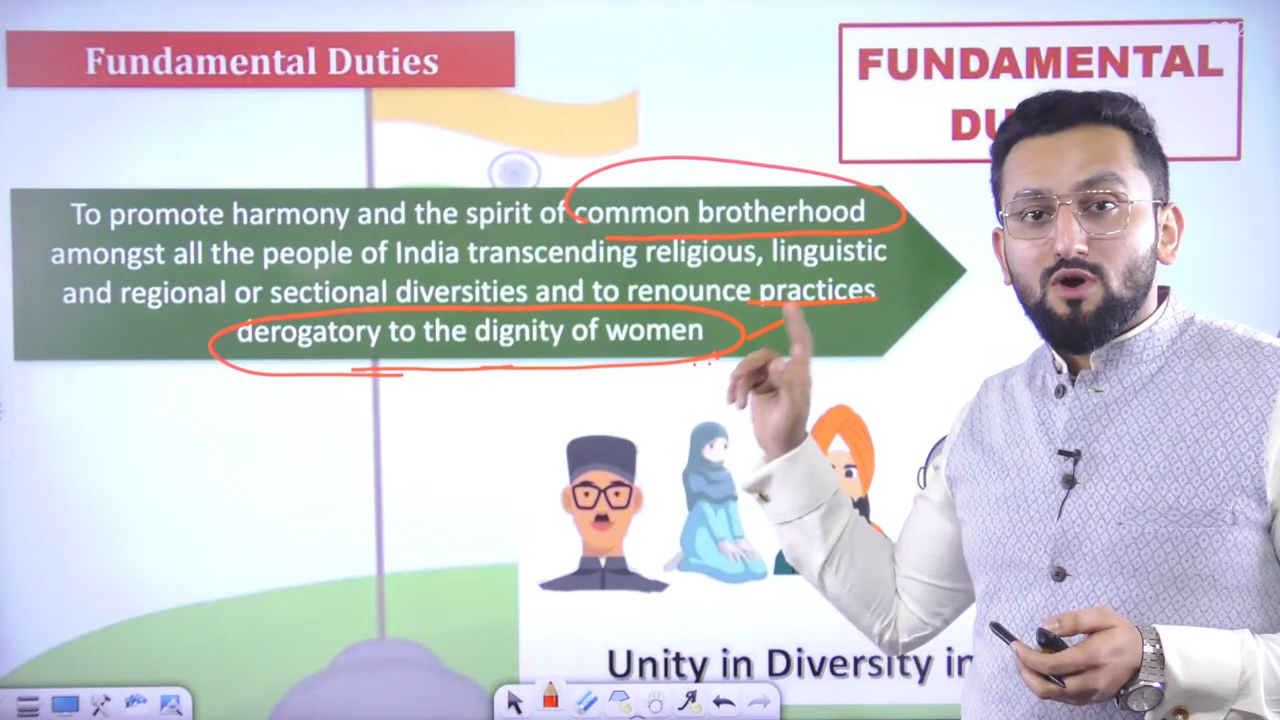 Fundamental Duties
FUNDAMENTAL
To promote harmony and the spirit of common brotherhood
amongst all the people of India transcending religious, linguistic
and regional or sectional diversities and to renounce practices
derogatory to the dignity of women
Unity in Diversity in